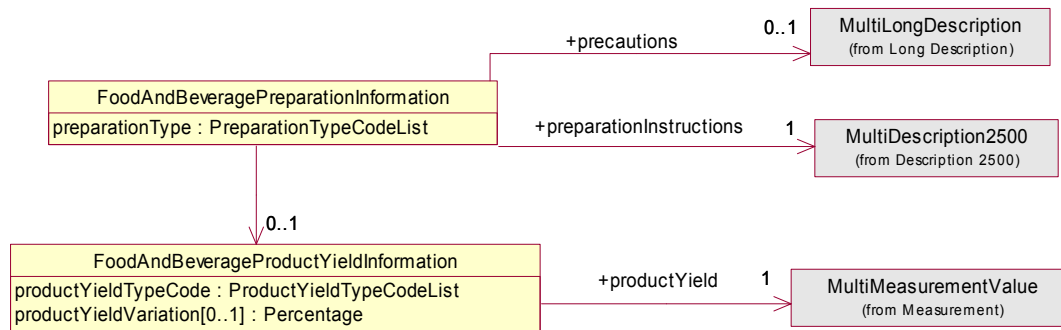 MultiLongDescription
(from Long Description)
0..1
+precautions
FoodAndBeveragePreparationInformation
preparationType : PreparationTypeCodeList
+preparationInstructions
1
MultiDescription2500
(from Description 2500)
0..1
FoodAndBeverageProductYieldInformation
productYieldTypeCode : ProductYieldTypeCodeList
productYieldVariation[0..1] : Percentage
+productYield
1
MultiMeasurementValue
(from Measurement)